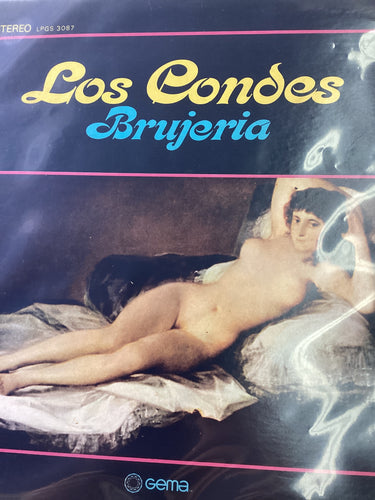 STEREO LPGS 3087
Los Condes
Brujeria
Gema